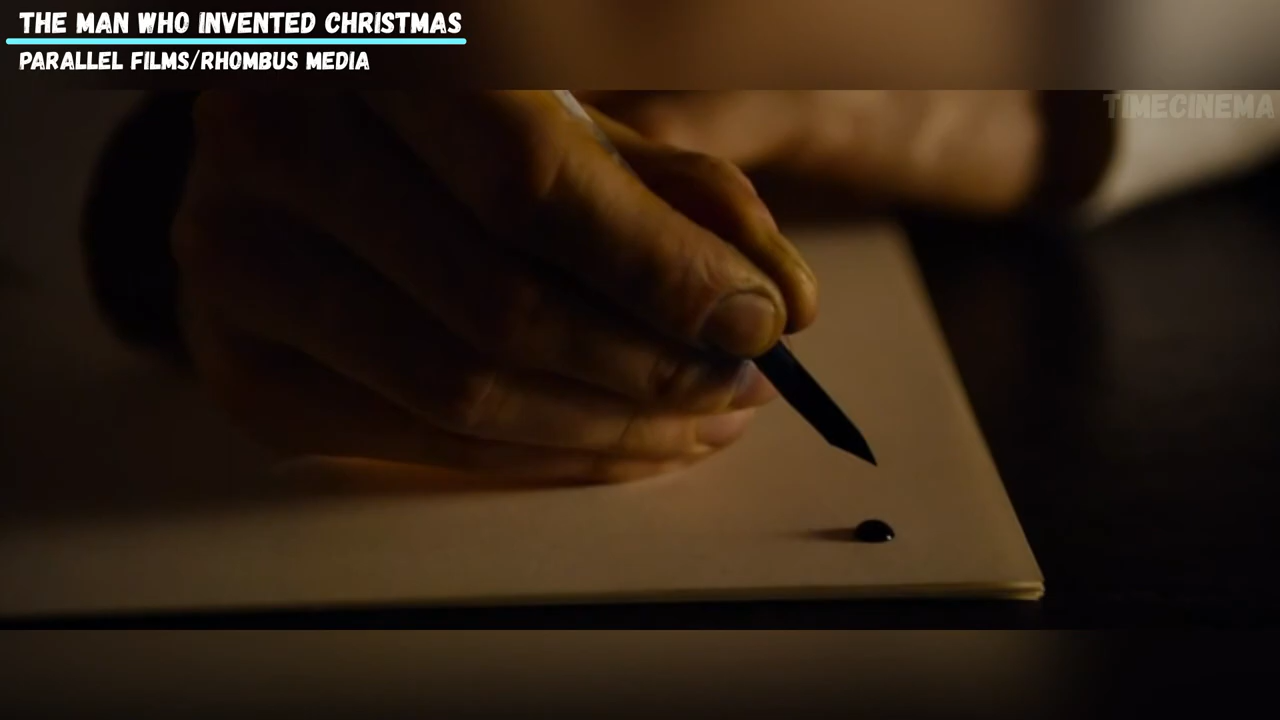 THE MAN WHO INVENTED CHRISTMAS
PARALLEL FILMS/RHOMBUS MEDIA
TIMECINEMA